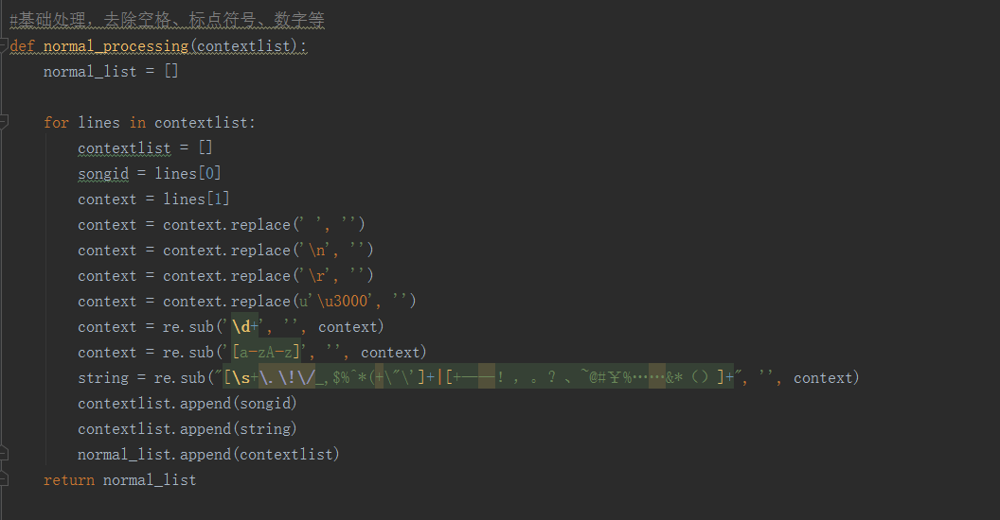 #基础处理，去除空格、标点符号、数字等
def normal_processing(contextlist):
    normal_list = []
    for lines in contextlist:
        contextlist = []
        songid = lines[0]
        context = lines[1]
        context = context.replace(' ', '')
        context = context.replace('\n', '')
        context = context.replace('\r', '')
        context = context.replace(u'\u3000', '')
        context = re.sub('\d+', '', context)
        context = re.sub('[a-zA-z]', '', context)
        string = re.sub("[\s+\.\!\/_,$%^*(+\"\']+|[+——！，。？、~@#￥%……&*（）]+", '', context)
        contextlist.append(songid)
        contextlist.append(string)
        normal_list.append(contextlist)
    return normal_list